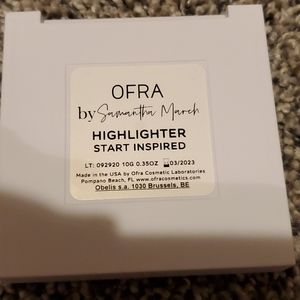 OFRA
by Samantha March
HIGHLIGHTER
START INSPIRED
LT: 092920 10G 0.35OZ 03/2023
Made in the USA by Ofra Cosmetic Laboratories
Pompano Beach, FL www.ofracosmetics.com
Obelis s.a. 1030 Brussels, BE